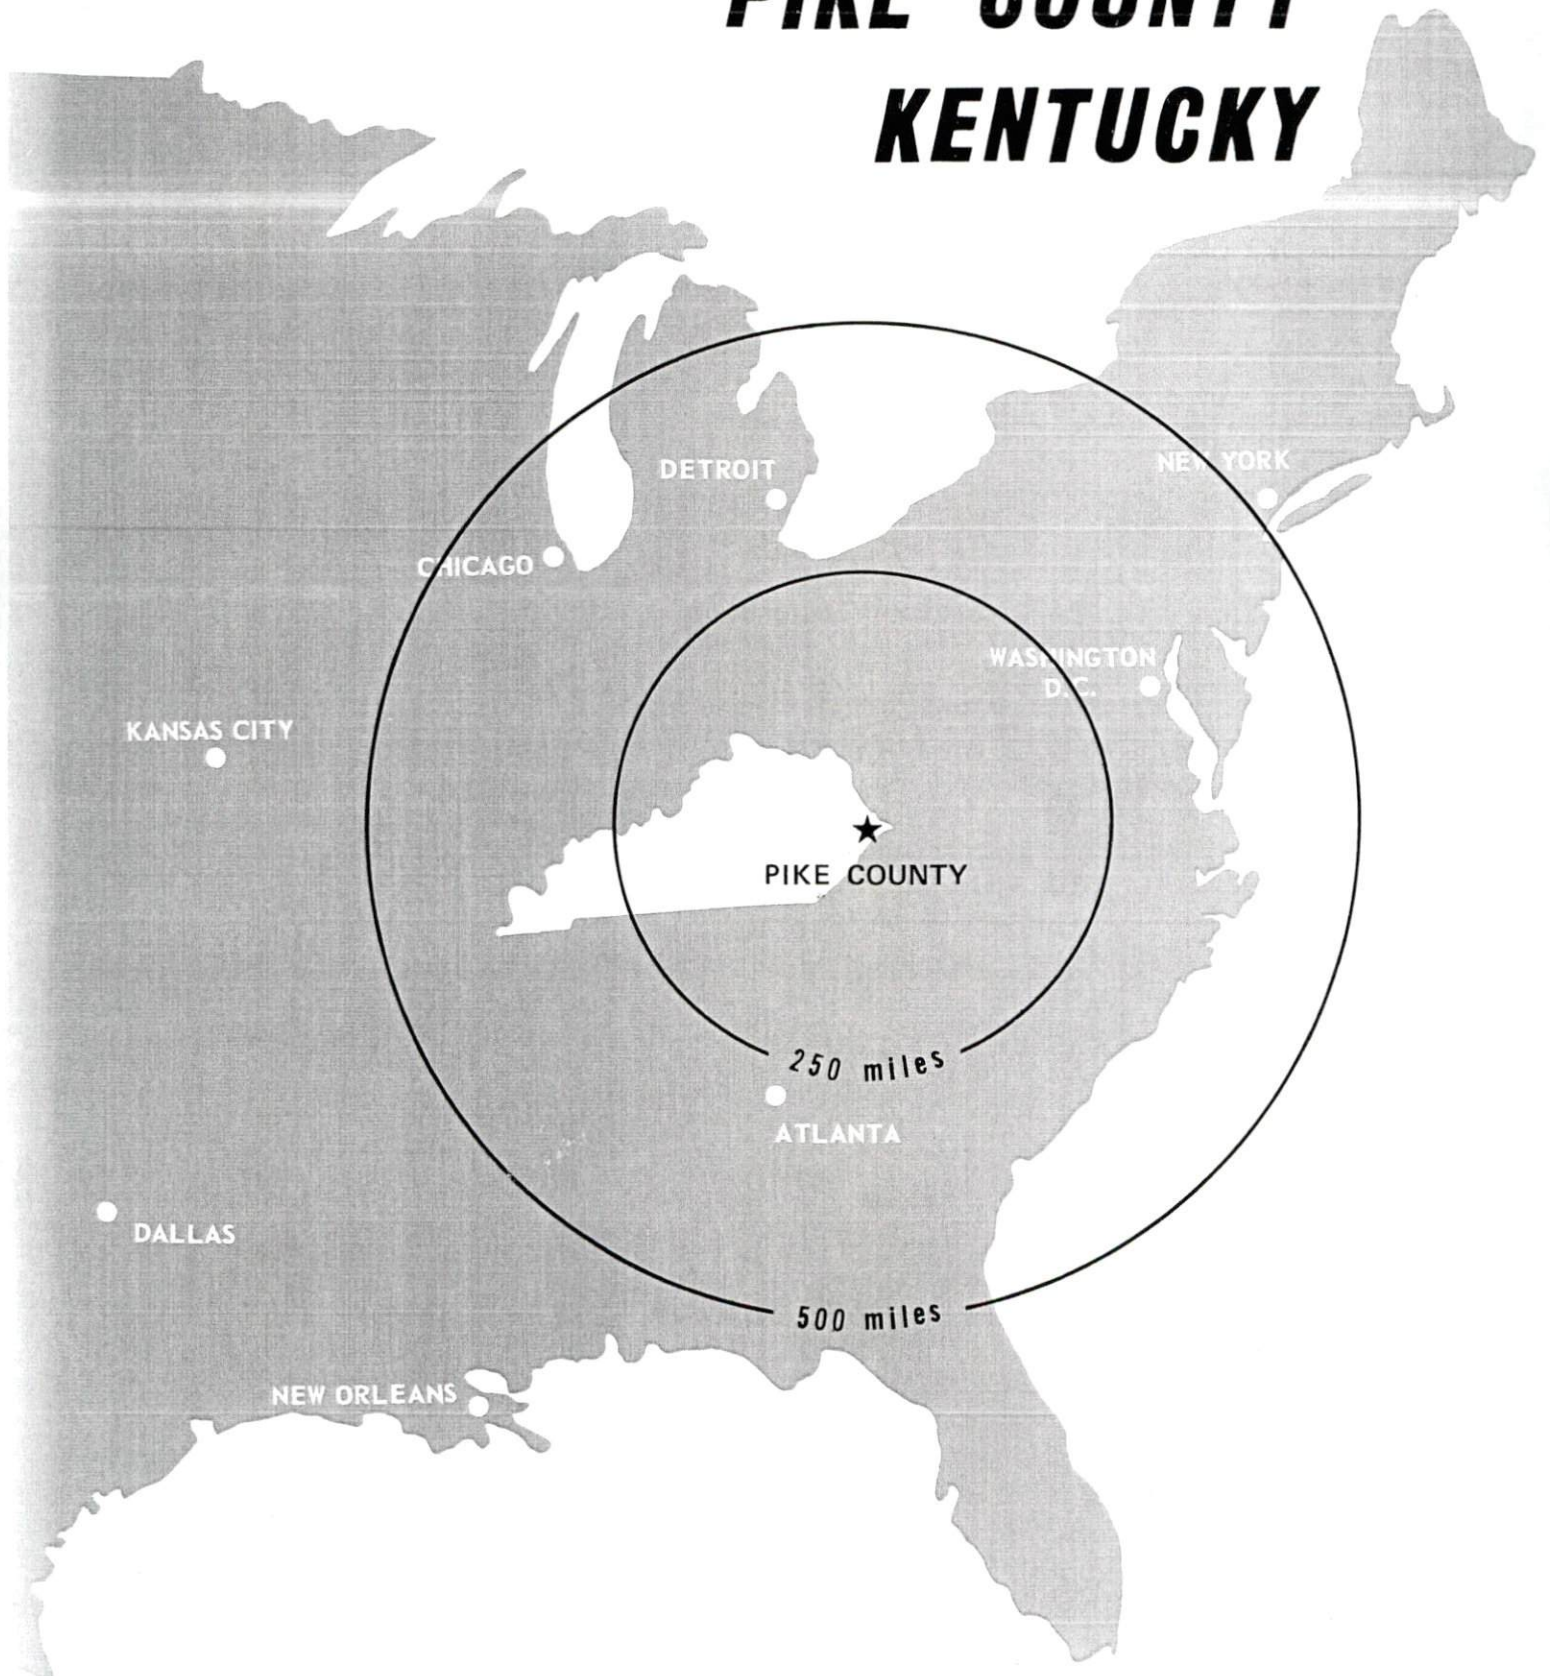 PIKE COUNTY
KENTUCKY
DETROIT
NEW YORK
CHICAGO
WASHINGTON
D.C.
KANSAS CITY
PIKE COUNTY
250 miles
ATLANTA
DALLAS
500 miles
NEW ORLEANS